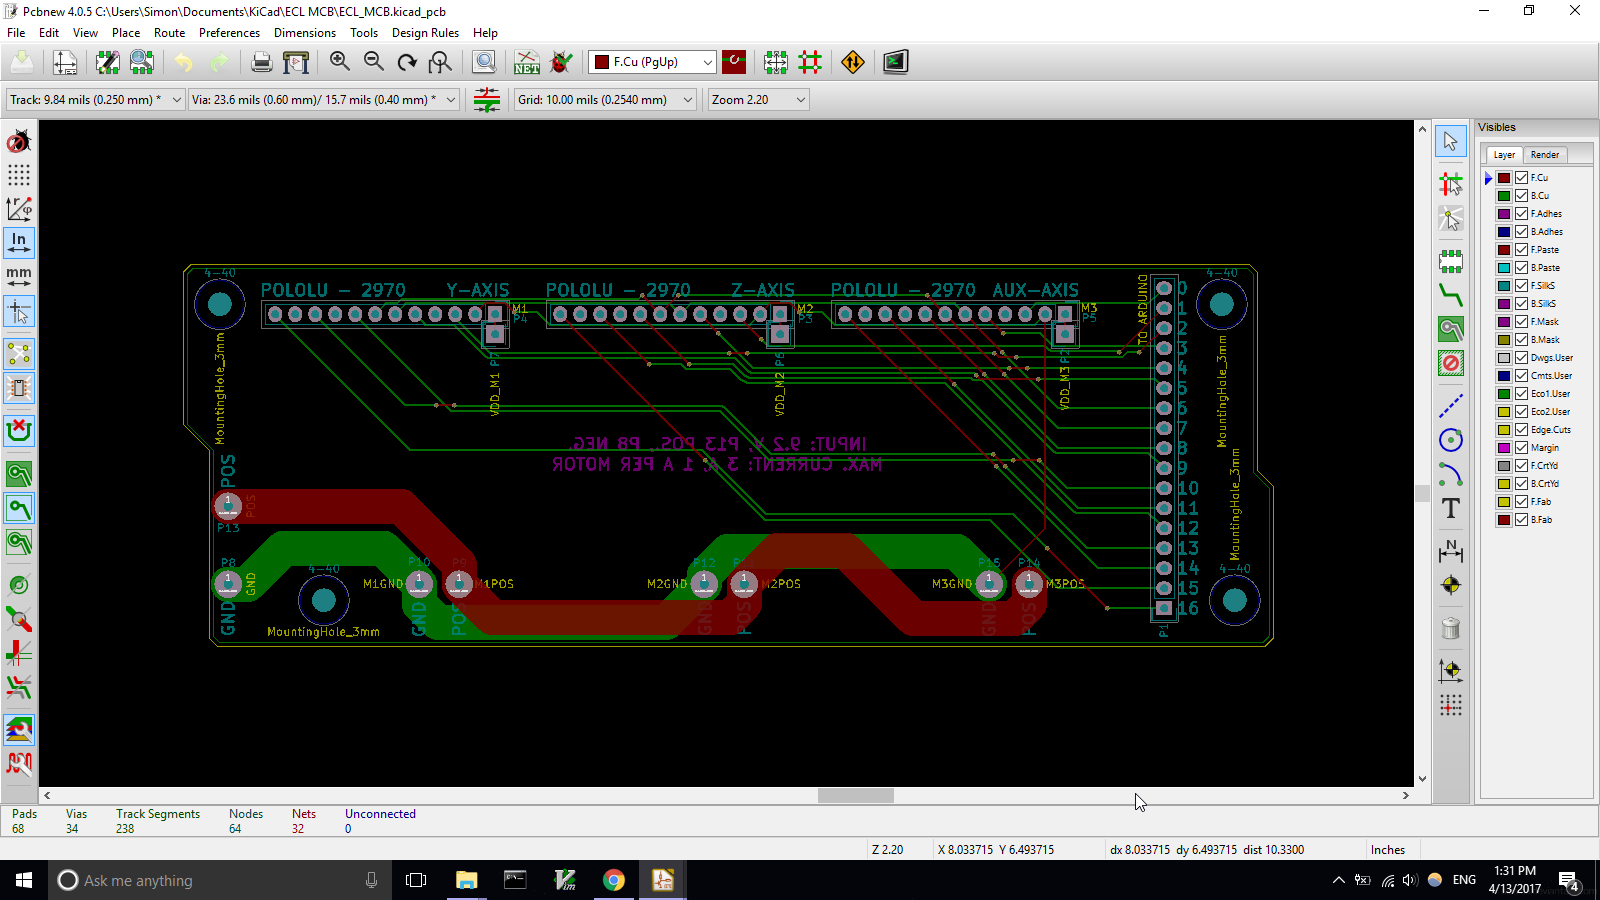 Pcbnew 4.0.5 C:\Users\Simon\Documents\KiCad\ECL MCB\ECL_MCB.kicad_pcb
File Edit View Place Route Preferences Dimensions Tools Design Rules Help
NET F.Cu (PgUp)
Track: 9.84 mils (0.250 mm) * Via: 23.6 mils (0.60 mm)/ 15.7 mils (0.40 mm) * Grid: 10.00 mils (0.2540 mm) Zoom 2.20
Visibles
Layer Render
F.Cu
B.Cu
F.Adhes
B.Adhes
F.Paste
B.Paste
F.SilkS
B.SilkS
F.Mask
B.Mask
Dwgs.User
Cmts.User
Eco1.User
Eco2.User
Edge.Cuts
Margin
F.CrtYd
B.CrtYd
F.Fab
B.Fab
In
mm
T
N
4-40 4-40
POLOLU - 2970 Y-AXIS POLOLU - 2970 Z-AXIS POLOLU - 2970 AUX-AXIS
M1 M2 M3
P4 P3
TO ARDUINO
0
1
2
3
4
5
6
7
8
9
10
11
12
13
14
15
16
P1
MountingHole_3mm
VDD_M1
VDD_M2
VDD_M3
P6
MountingHole_3mm
MountingHole_3mm
INPUT: 9.2 V, P13 POS., P8 NEG.
MAX. CURRENT: 3 A, 1 A PER MOTOR
POS
1
POS
P13
P8 4-40 P10 P9 P12 P15 P14 4-40
1 GND 1 1 1 1 1 1
M1GND M1POS M2GND M2POS M3GND M3POS
GND GND POS GND POS GND POS
MountingHole_3mm
Pads Vias Track Segments Nodes Nets Unconnected
68 34 238 64 32 0
Z 2.20 X 8.033715 Y 6.493715 dx 8.033715 dy 6.493715 dist 10.3300 Inches
Ask me anything
ENG
1:31 PM
4/13/2017
4